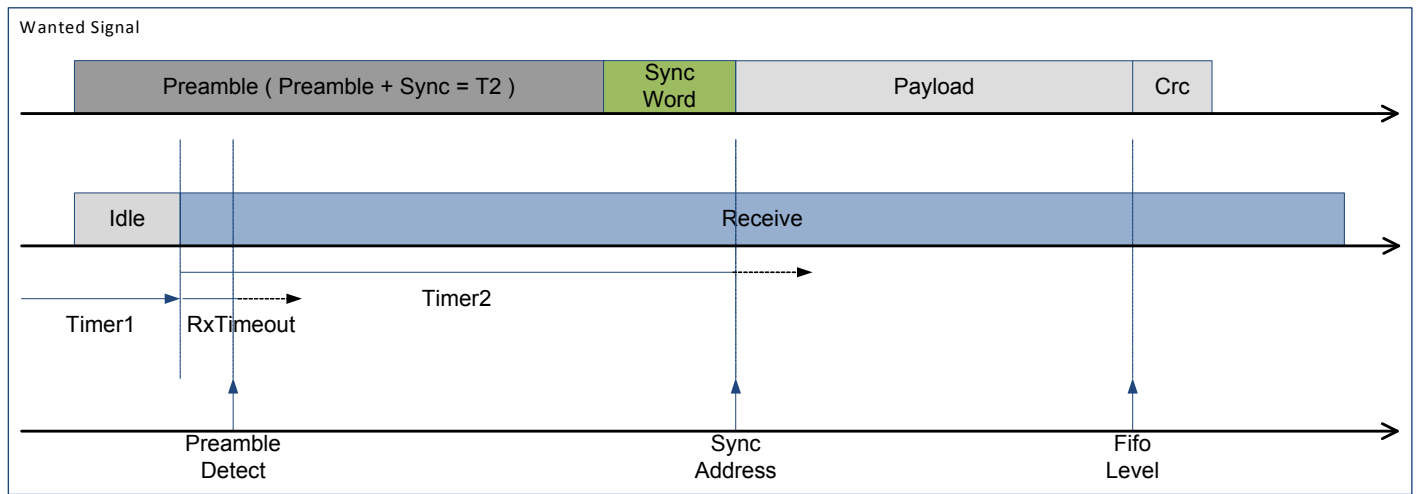 Wanted Signal
Preamble ( Preamble + Sync = T2 )
Sync
Word
Payload
Crc
Idle
Receive
Timer2
Timer1
RxTimeout
Preamble
Detect
Sync
Address
Fifo
Level